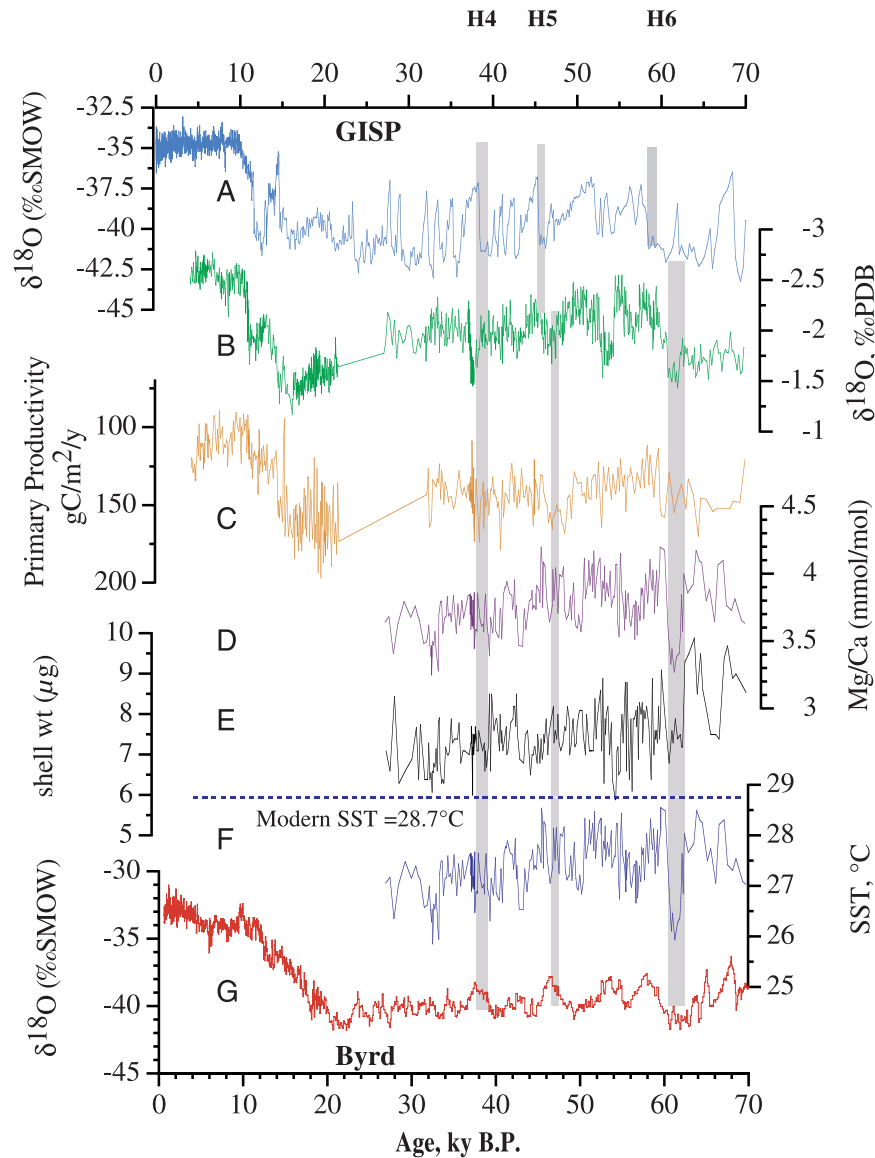 H4 H5 H6
0 10 20 30 40 50 60 70
GISP
δ18O (‰SMOW)
-32.5
-35
-37.5
-40
-42.5
-45
A
δ18O, ‰PDB
-3
-2.5
-2
-1.5
-1
B
Primary Productivity
gC/m2/y
100
150
200
C
Mg/Ca (mmol/mol)
4.5
4
3.5
3
D
shell wt (µg)
10
9
8
7
6
5
E
Modern SST =28.7°C
SST, °C
29
28
27
26
25
F
δ18O (‰SMOW)
-30
-35
-40
-45
G
Byrd
0 10 20 30 40 50 60 70
Age, ky B.P.